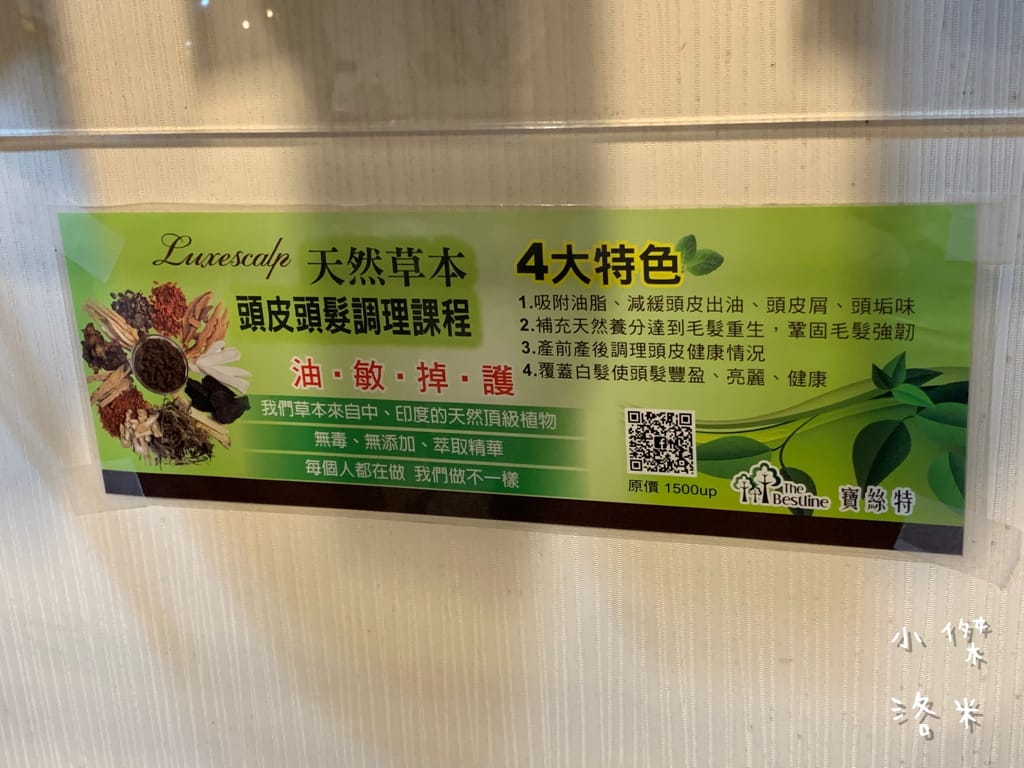 Luxescalp 天然草本
頭皮頭髮調理課程
油·敏·掉·護
我們草本來自中、印度的天然頂級植物
無毒、無添加、萃取精華
每個人都在做 我們做不一樣
4大特色
1.吸附油脂、減緩頭皮出油、頭皮屑、頭垢味
2.補充天然養分達到毛髮重生，鞏固毛髮強韌
3.產前產後調理頭皮健康情況
4.覆蓋白髮使頭髮豐盈、亮麗、健康
原價 1500up
The
Bestline 寶絲特
小傑
洛米